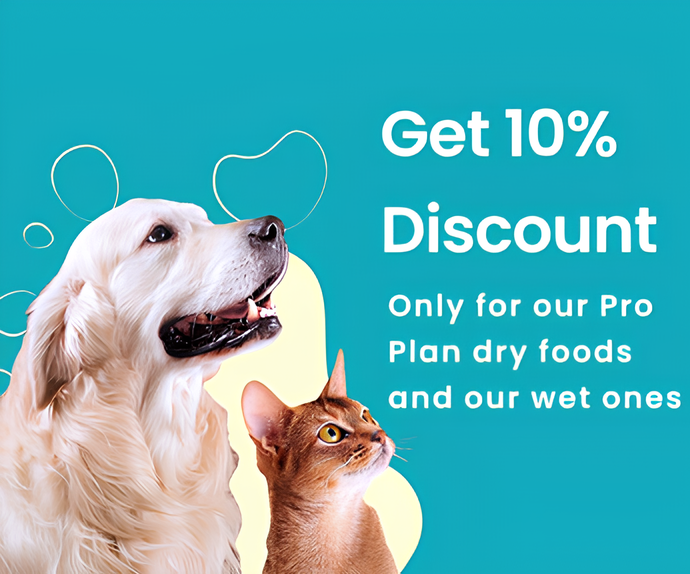 Get 10%
Discount
Only for our Pro
Plan dry foods
and our wet ones